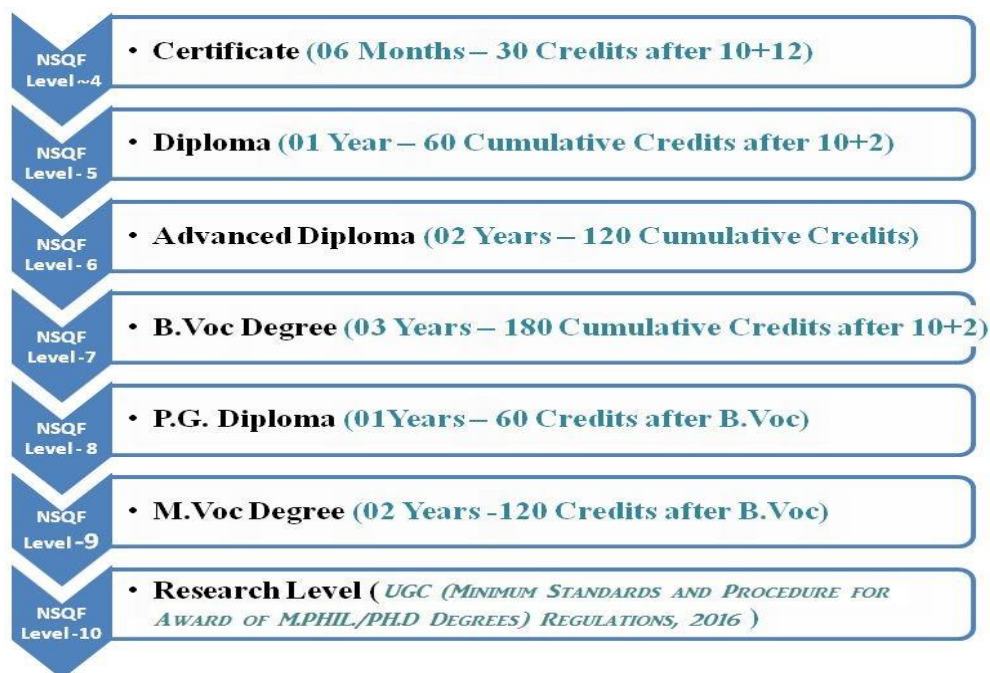 NSQF
Level~4
• Certificate (06 Months – 30 Credits after 10+12)
NSQF
Level - 5
• Diploma (01 Year – 60 Cumulative Credits after 10+2)
NSQF
Level - 6
• Advanced Diploma (02 Years – 120 Cumulative Credits)
NSQF
Level -7
• B.Voc Degree (03 Years – 180 Cumulative Credits after 10+2)
NSQF
Level - 8
• P.G. Diploma (01Years – 60 Credits after B.Voc)
NSQF
Level -9
• M.Voc Degree (02 Years -120 Credits after B.Voc)
NSQF
Level -10
• Research Level ( UGC (MINIMUM STANDARDS AND PROCEDURE FOR
AWARD OF M.PHIL./PH.D DEGREES) REGULATIONS, 2016 )